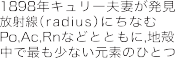 1898年キュリー夫妻が発見
放射線(radius)にちなむ
Po,Ac,Rnなどとともに,地殻
中で最も少ない元素のひとつ